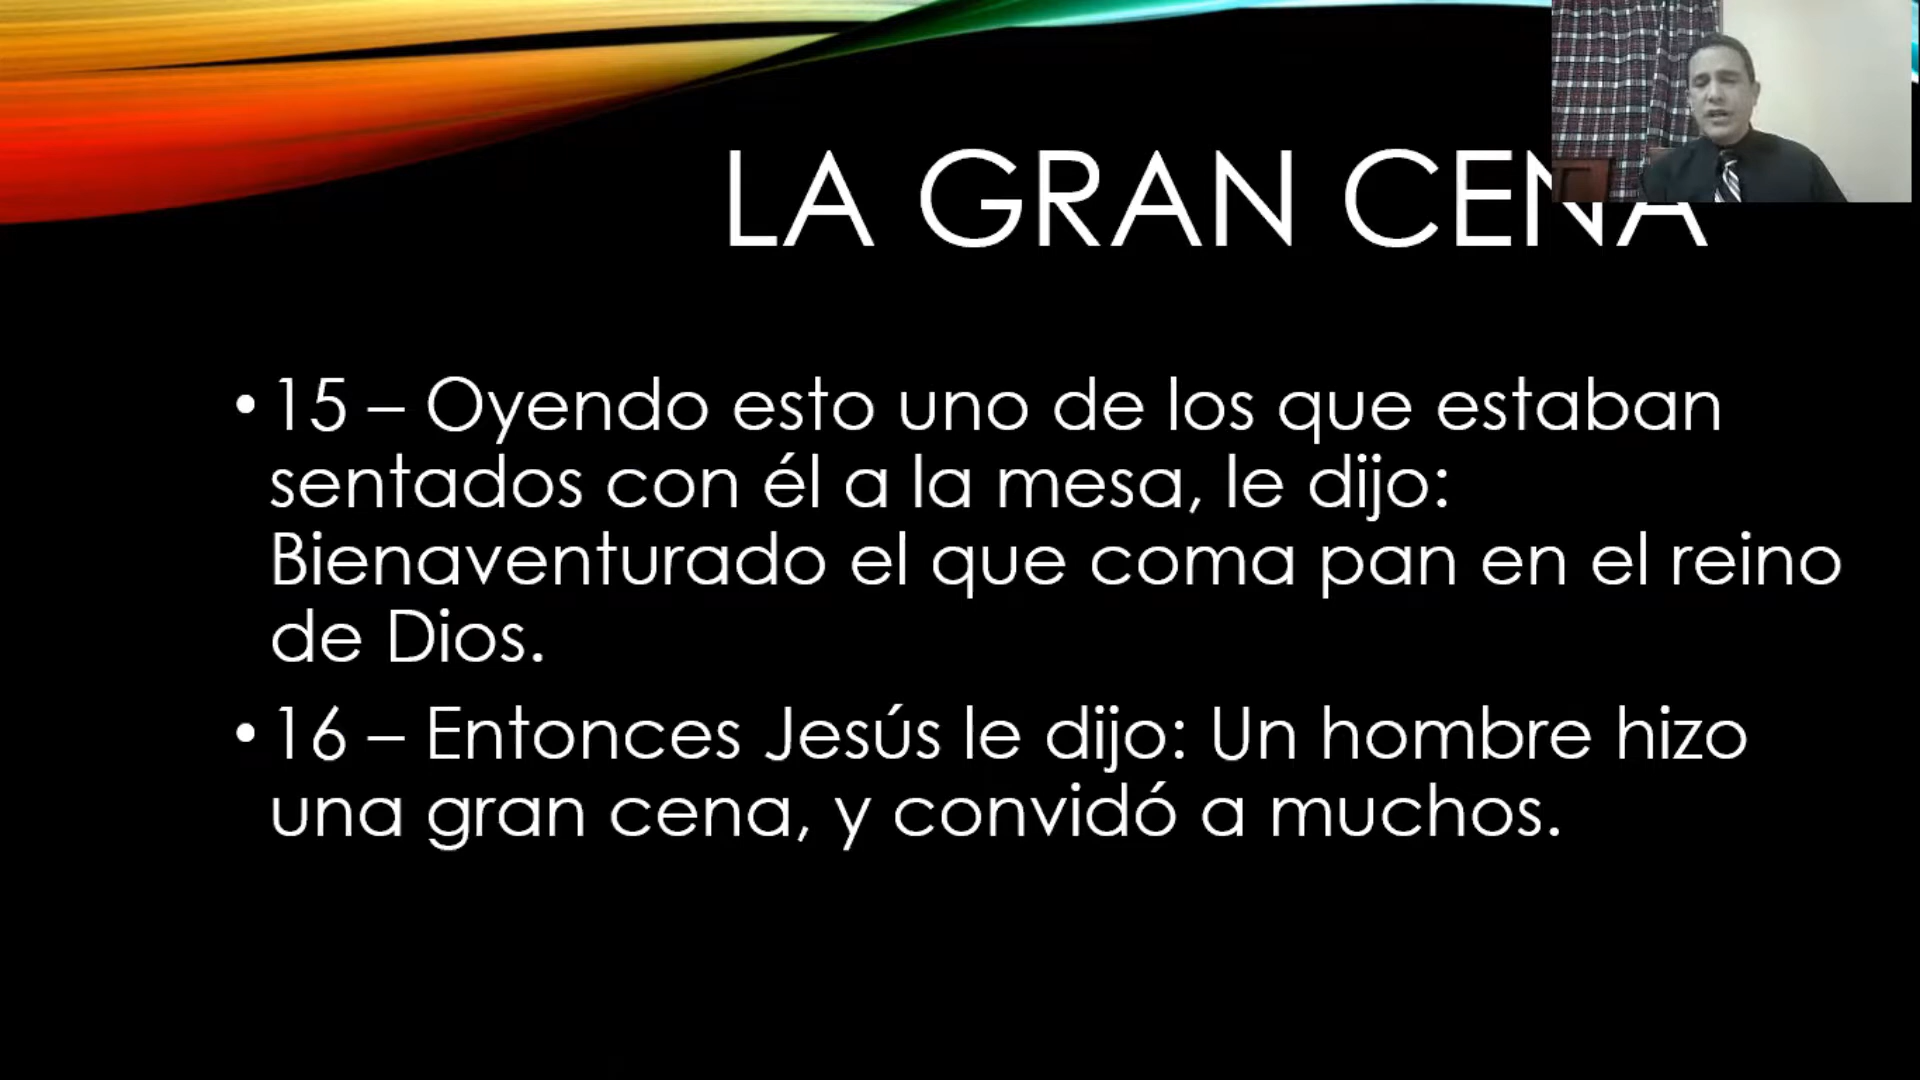 LA GRAN CENA
• 15 – Oyendo esto uno de los que estaban
sentados con él a la mesa, le dijo:
Bienaventurado el que coma pan en el reino
de Dios.
• 16 – Entonces Jesús le dijo: Un hombre hizo
una gran cena, y convidó a muchos.